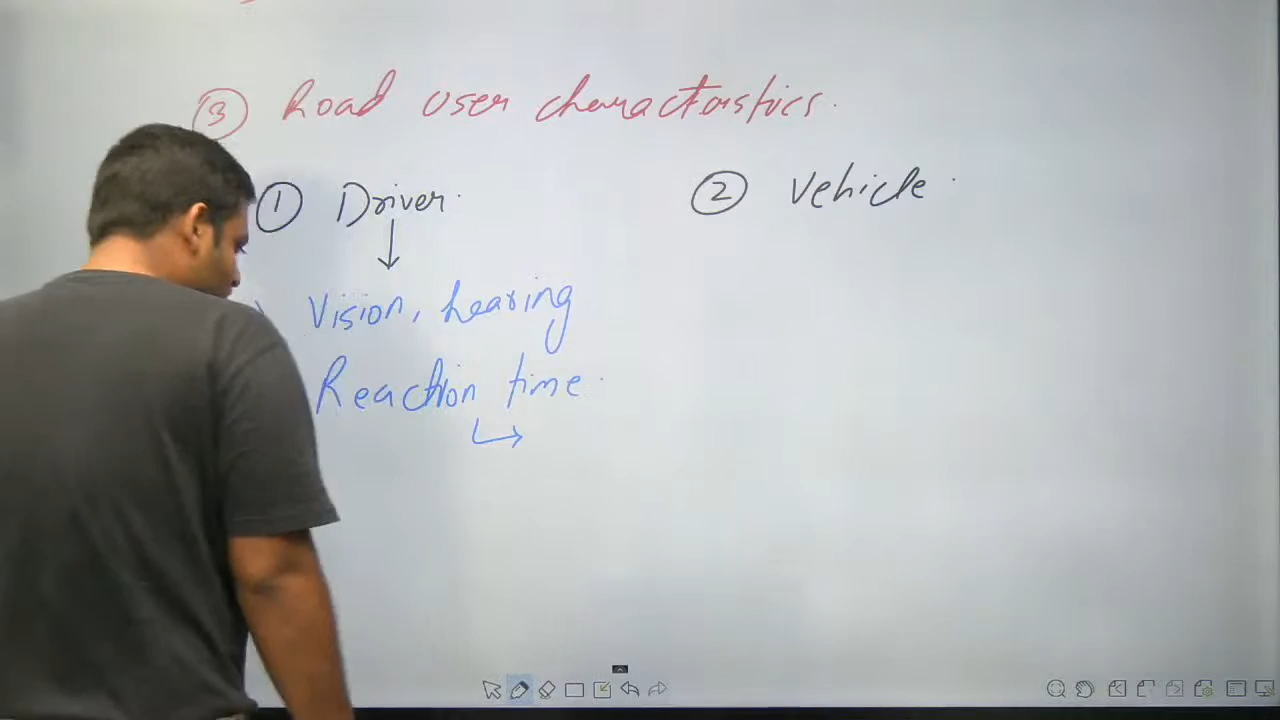 ③ Road user characteristics.
① Driver.
② Vehicle.
Vision, hearing
Reaction time.